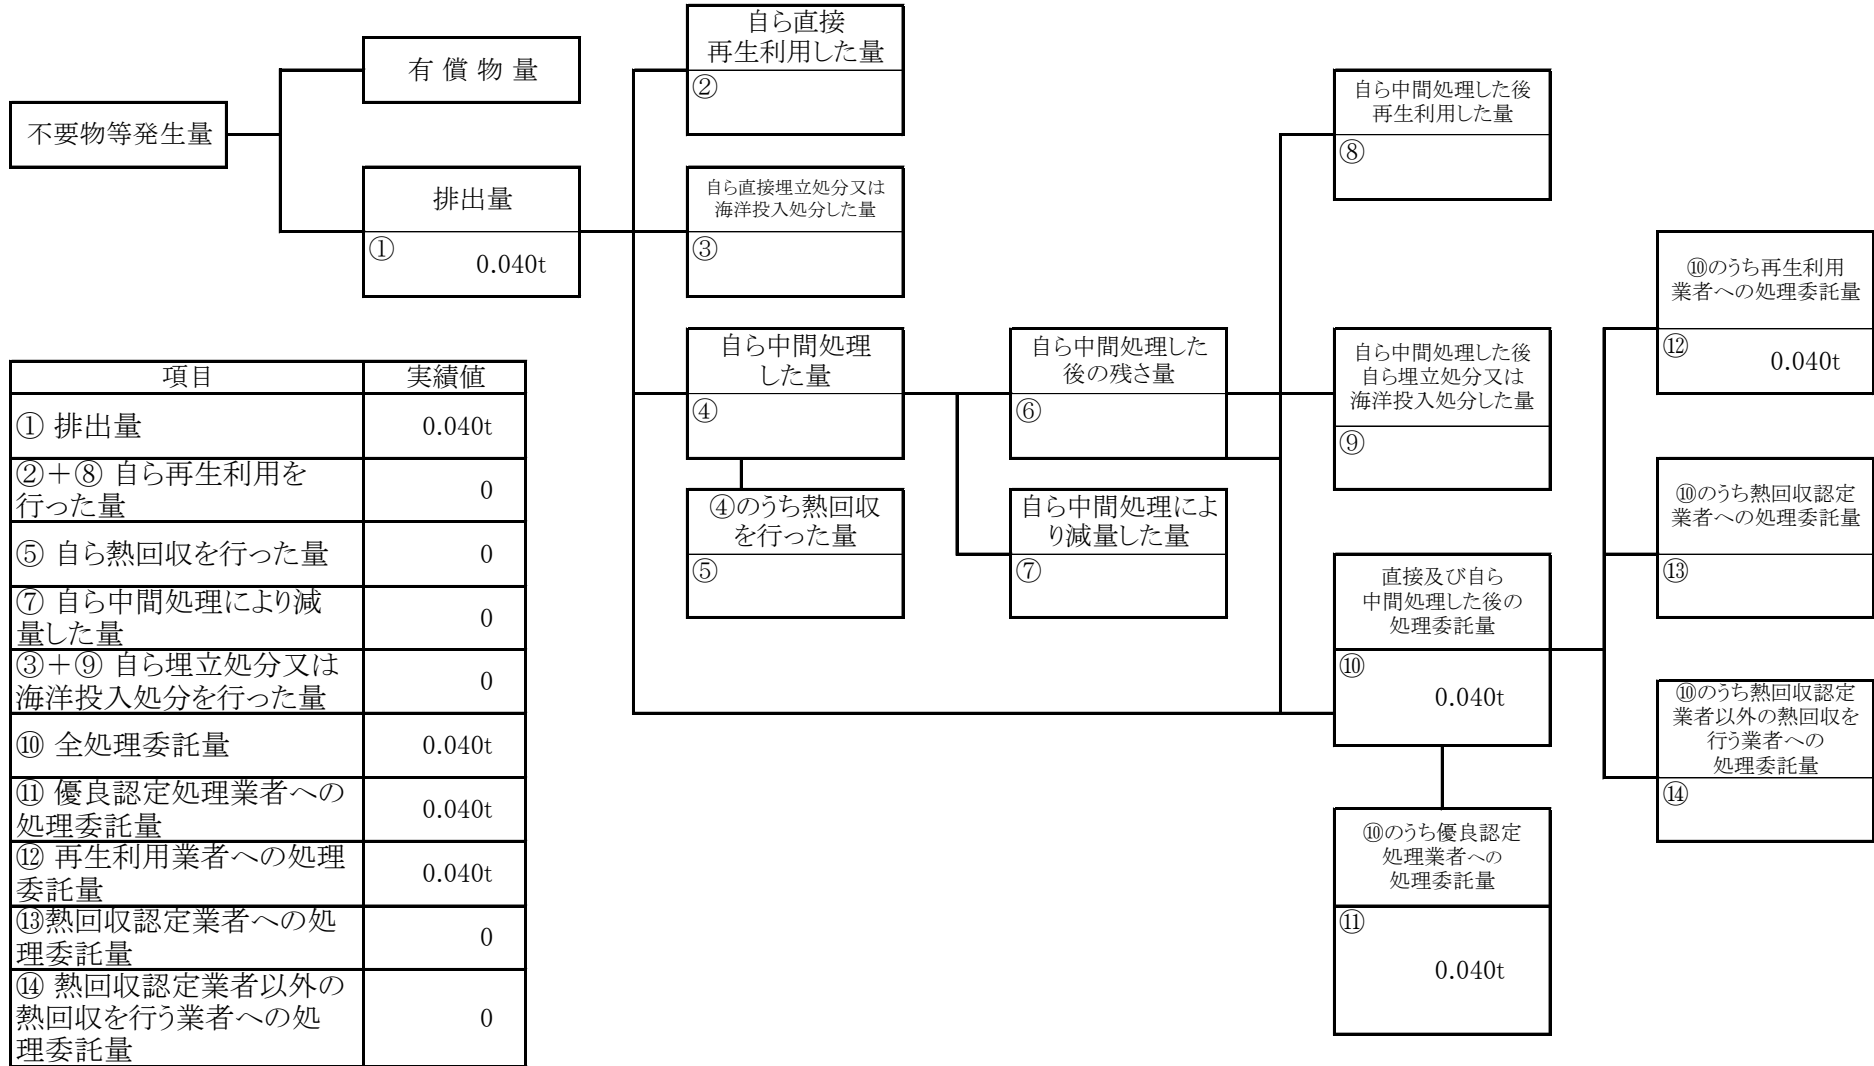 不要物等発生量
有償物量
排出量
①
0.040t
自ら直接
再生利用した量
②
自ら直接埋立処分又は
海洋投入処分した量
③
自ら中間処理
した量
④
④のうち熱回収
を行った量
⑤
自ら中間処理した
後の残さ量
⑥
自ら中間処理によ
り減量した量
⑦
自ら中間処理した後
再生利用した量
⑧
自ら中間処理した後
自ら埋立処分又は
海洋投入処分した量
⑨
直接及び自ら
中間処理した後の
処理委託量
⑩
0.040t
⑩のうち優良認定
処理業者への
処理委託量
⑪
0.040t
⑩のうち再生利用
業者への処理委託量
⑫
0.040t
⑩のうち熱回収認定
業者への処理委託量
⑬
⑩のうち熱回収認定
業者以外の熱回収を
行う業者への
処理委託量
⑭
項目 実績値
① 排出量 0.040t
②+⑧ 自ら再生利用を
行った量 0
⑤ 自ら熱回収を行った量 0
⑦ 自ら中間処理により減
量した量 0
③+⑨ 自ら埋立処分又は
海洋投入処分を行った量 0
⑩ 全処理委託量 0.040t
⑪ 優良認定処理業者への
処理委託量 0.040t
⑫ 再生利用業者への処理
委託量 0.040t
⑬熱回収認定業者への処
理委託量 0
⑭ 熱回収認定業者以外の
熱回収を行う業者への処
理委託量 0